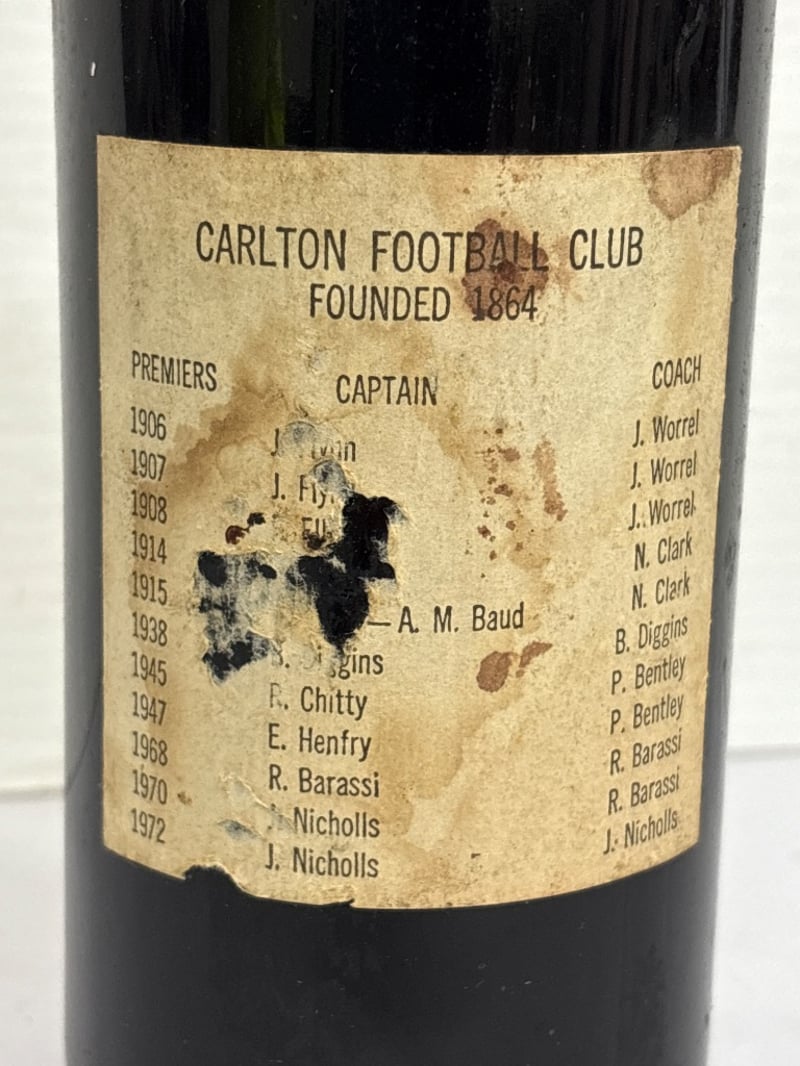 CARLTON FOOTBALL CLUB
FOUNDED 1864
PREMIERS CAPTAIN COACH
1906 J. J. Worrel
1907 J. J. Worrel
1908 J. Worrel
1914 N. Clark
1915 — A. M. Baud N. Clark
1938 B. Diggins
1945 R. Chitty P. Bentley
1947 E. Henfry P. Bentley
1968 R. Barassi R. Barassi
1970 Nicholls R. Barassi
1972 J. Nicholls J. Nicholls